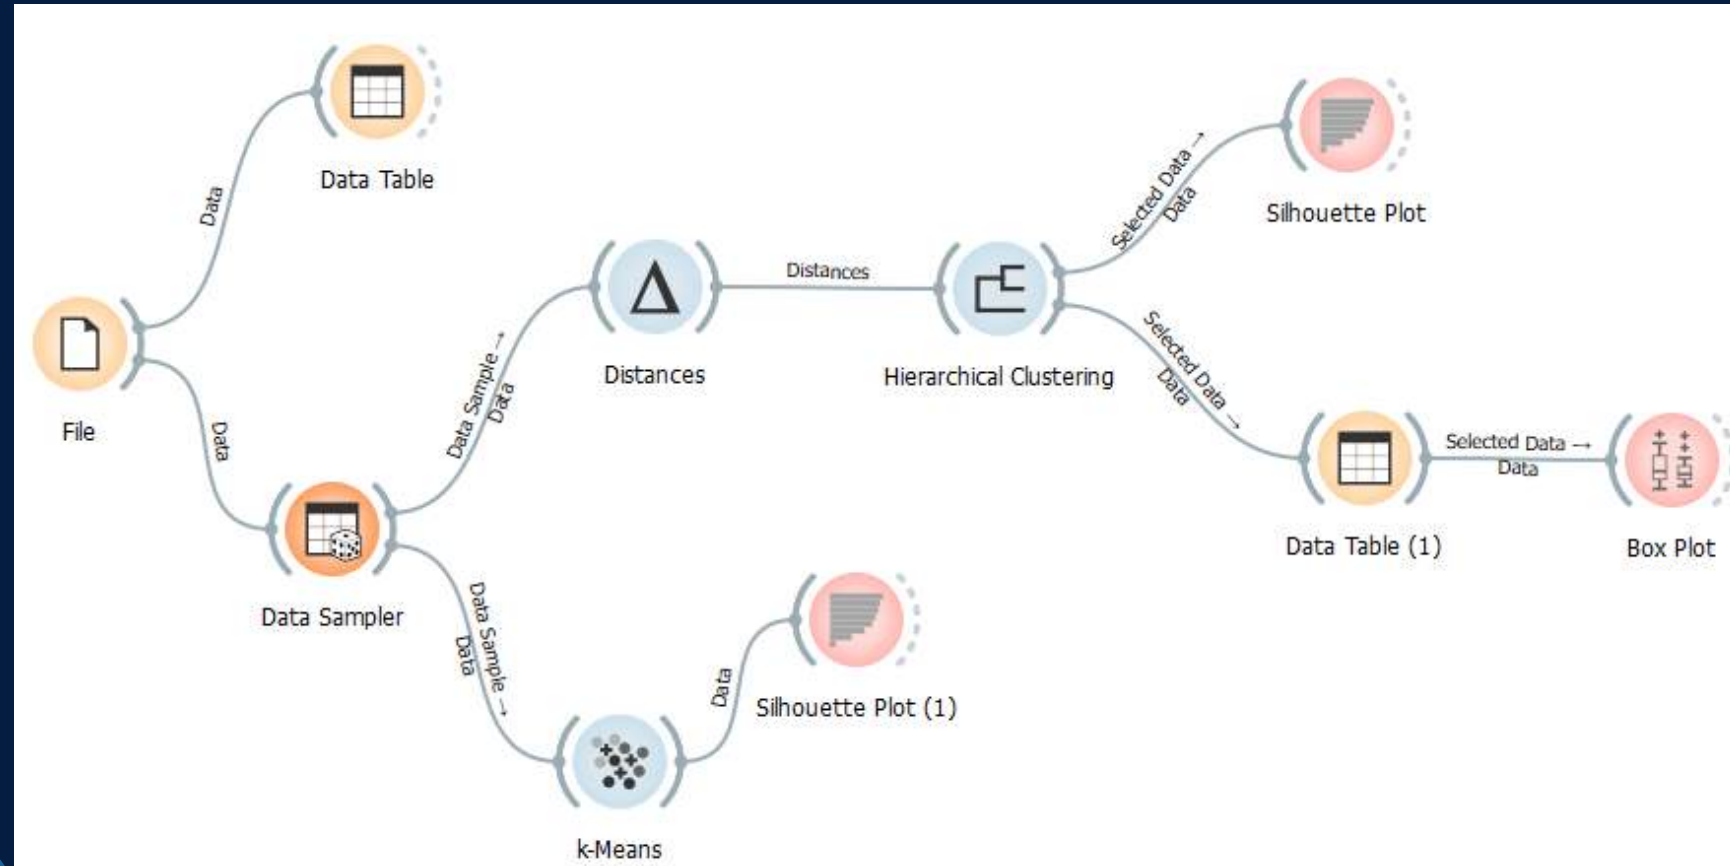 Data Table
Data
File
Data
Data Sampler
Data Sample →
Data
Distances
Distances
Hierarchical Clustering
Selected Data →
Data
Silhouette Plot
Selected Data →
Data
Data Table (1)
Selected Data →
Data
Box Plot
Data Sample →
Data
k-Means
Data
Silhouette Plot (1)